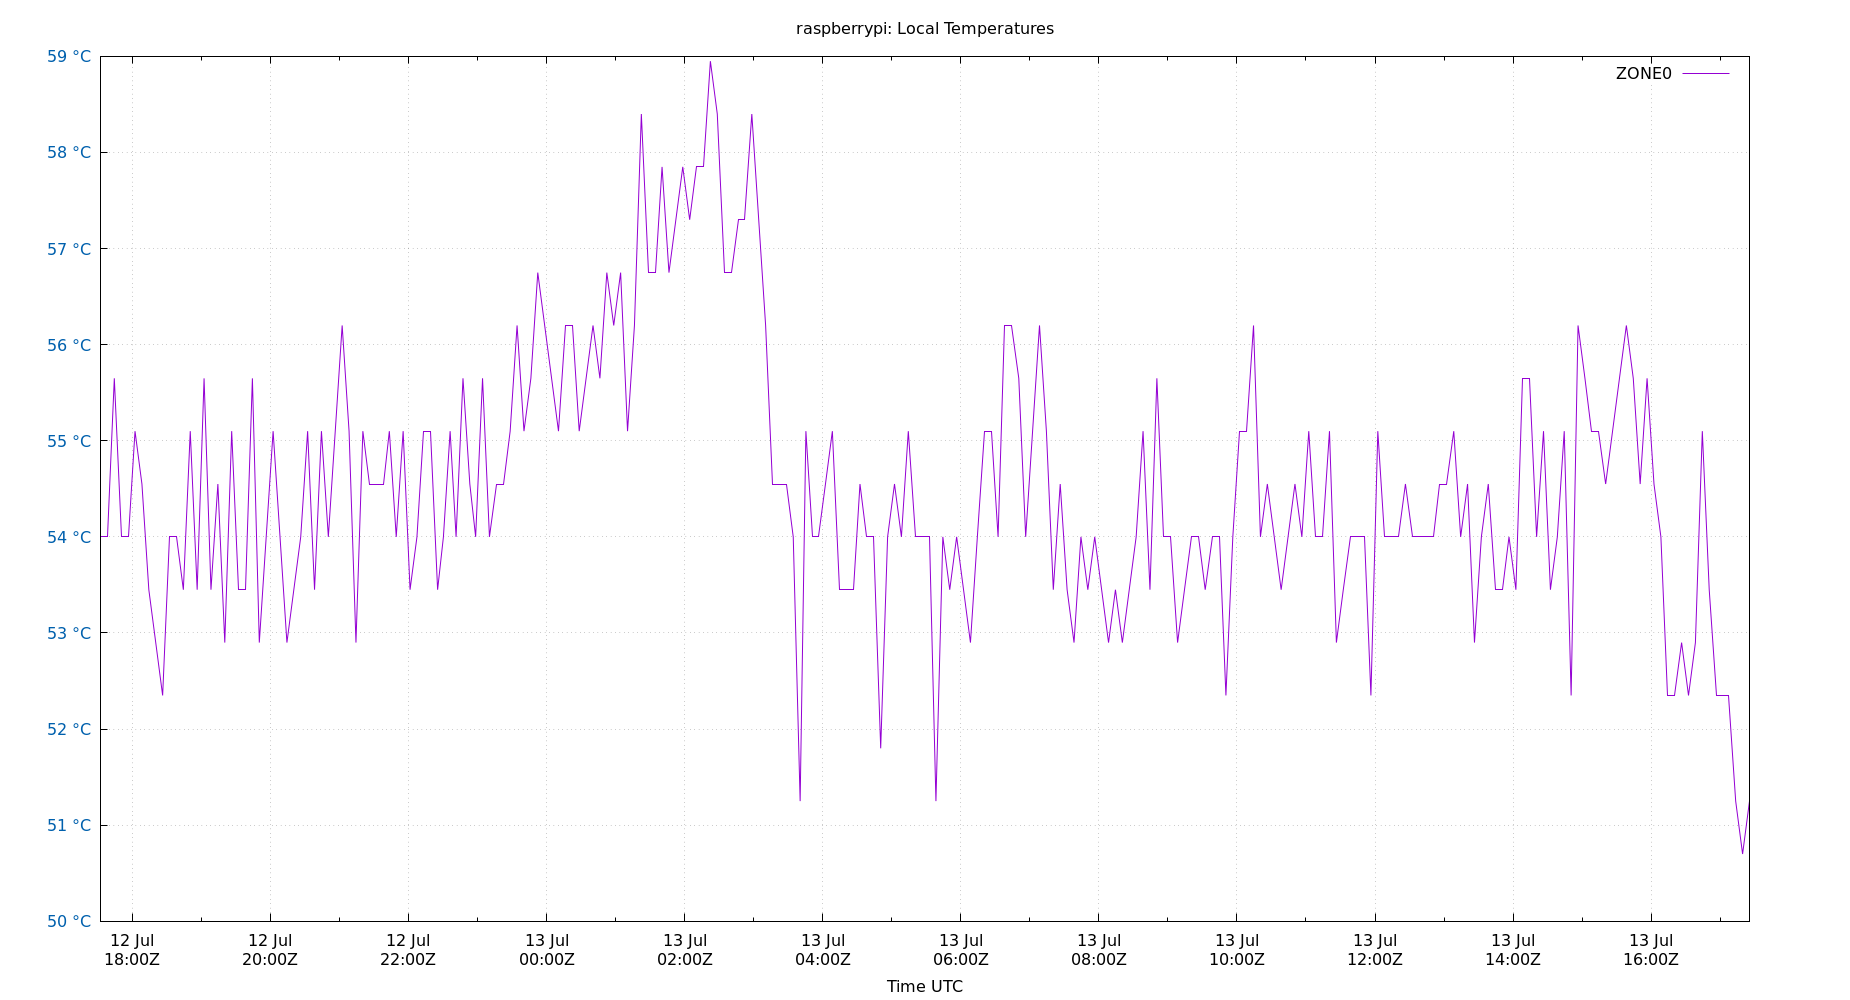 raspberrypi: Local Temperatures
ZONE0
59 °C
58 °C
57 °C
56 °C
55 °C
54 °C
53 °C
52 °C
51 °C
50 °C
12 Jul 12 Jul 12 Jul 13 Jul 13 Jul 13 Jul 13 Jul 13 Jul 13 Jul 13 Jul 13 Jul 13 Jul
18:00Z 20:00Z 22:00Z 00:00Z 02:00Z 04:00Z 06:00Z 08:00Z 10:00Z 12:00Z 14:00Z 16:00Z
Time UTC